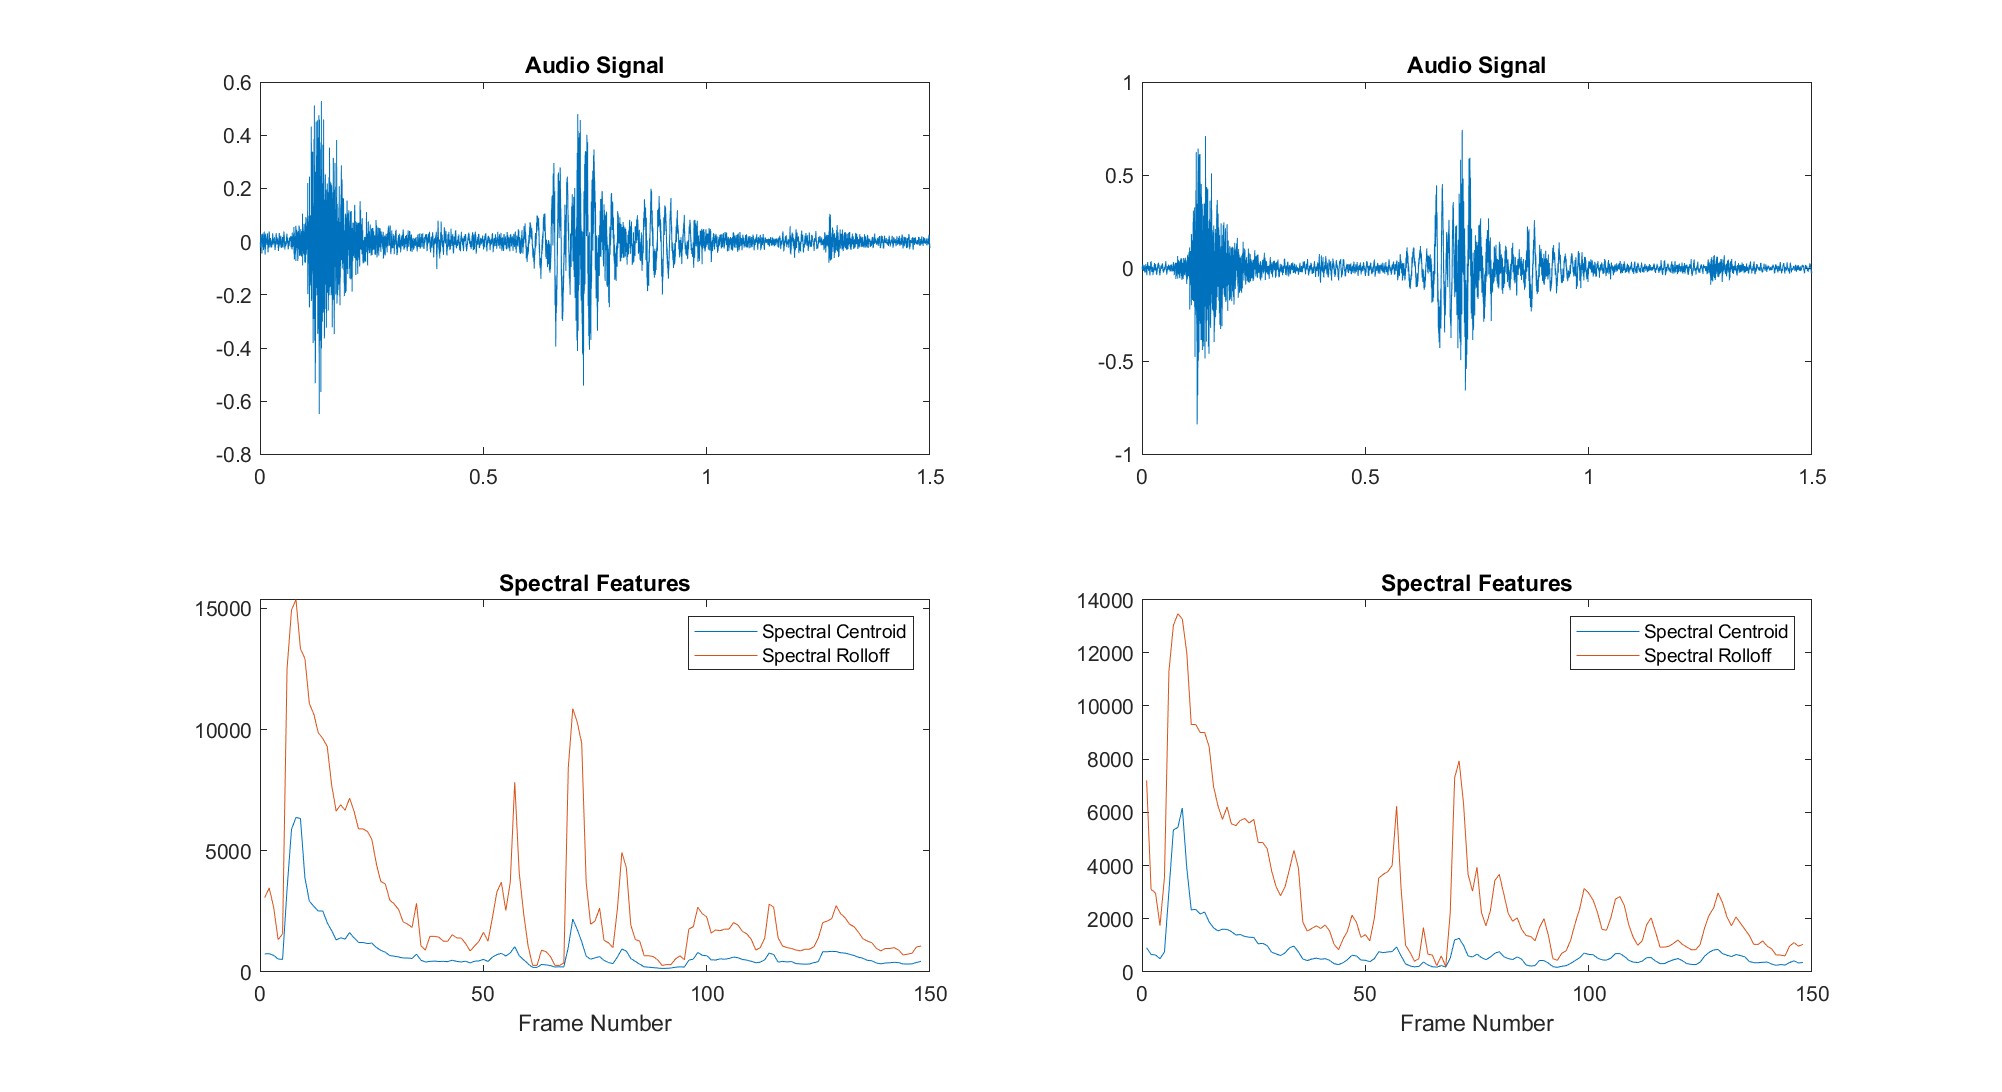 Audio Signal
0.6
0.4
0.2
0
-0.2
-0.4
-0.6
-0.8
0 0.5 1 1.5
Audio Signal
1
0.5
0
-0.5
-1
0 0.5 1 1.5
Spectral Features
15000
10000
5000
0
Spectral Centroid
Spectral Rolloff
0 50 100 150
Frame Number
Spectral Features
14000
12000
10000
8000
6000
4000
2000
0
Spectral Centroid
Spectral Rolloff
0 50 100 150
Frame Number